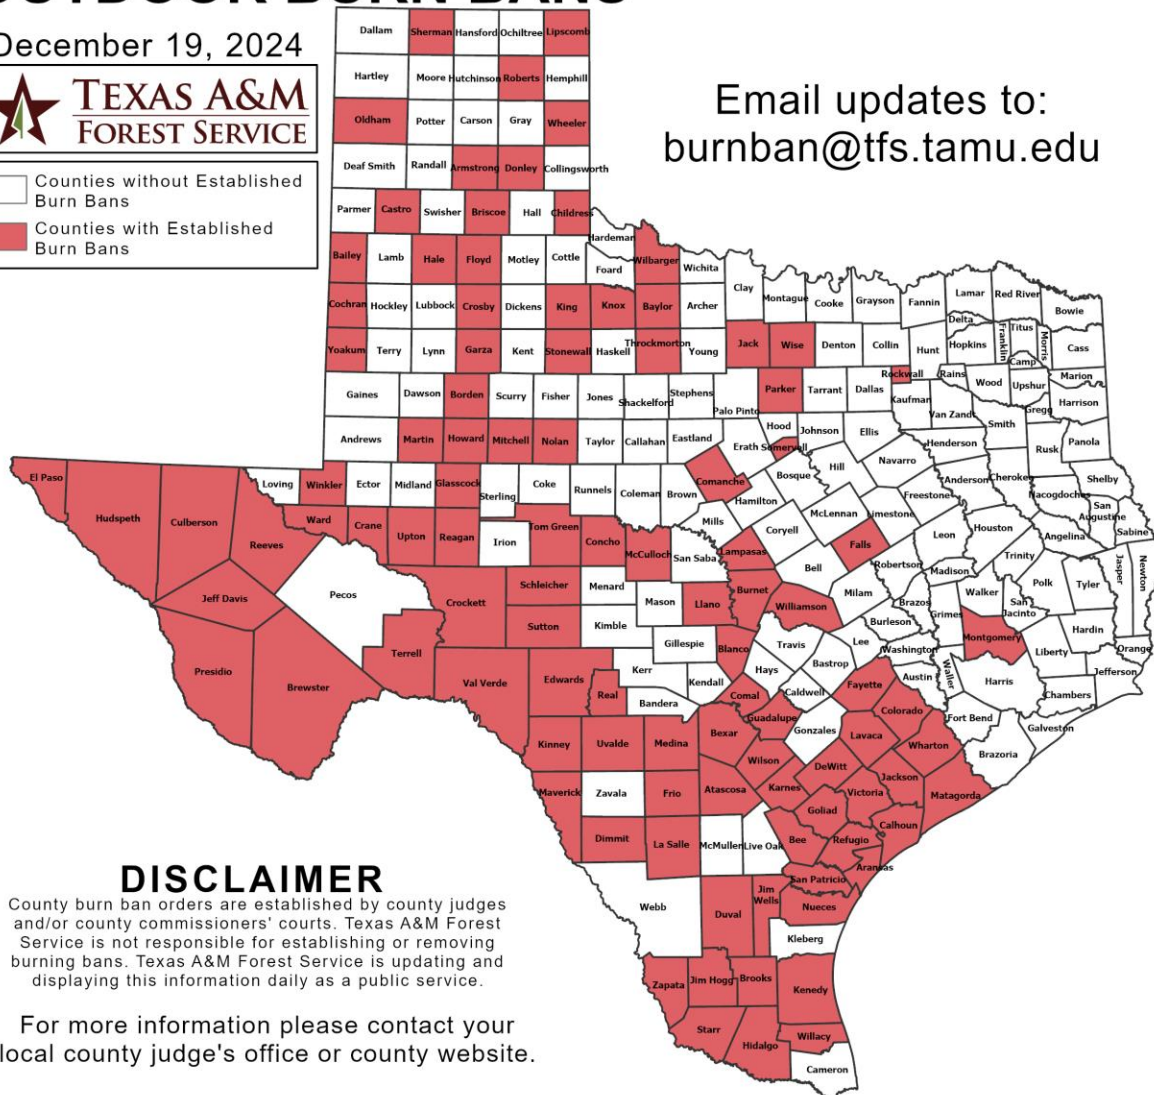 OUTDOOR BURN BANS
December 19, 2024
TEXAS A&M
FOREST SERVICE
Counties without Established
Burn Bans
Counties with Established
Burn Bans
Email updates to:
burnban@tfs.tamu.edu
Dallam Sherman Hansford Ochiltree Lipscomb
Hartley Moore Hutchinson Roberts Hemphill
Oldham Potter Carson Gray Wheeler
Deaf Smith Randall Armstrong Donley Collingsworth
Parmer Castro Swisher Briscoe Hall Childress
Hardeman
Bailey Lamb Hale Floyd Motley Cottle Foard Wilbarger Wichita
Clay Montague Cooke Grayson Fannin Lamar Red River Bowie
Cochran Hockley Lubbock Crosby Dickens King Knox Baylor Archer
Delta Franklin Titus Morris Cass
Yoakum Terry Lynn Garza Kent Stonewall Haskell Throckmorton Young Jack Wise Denton Collin Hunt Hopkins Camp
Rockwall Rains Wood Upshur Marion
Gaines Dawson Borden Scurry Fisher Jones Shackelford Stephens Palo Pinto Parker Tarrant Dallas Kaufman Van Zandt Gregg Harrison
Andrews Martin Howard Mitchell Nolan Taylor Callahan Eastland Erath Hood Somervell Johnson Ellis Henderson Smith Rusk Panola
El Paso Hudspeth Culberson Loving Winkler Ector Midland Glasscock Sterling Coke Runnels Coleman Brown Comanche Hamilton Bosque Hill Navarro Freestone Anderson Cherokee Nacogdoches Shelby
San Augustine Sabine
Reeves Ward Crane Upton Reagan Irion Tom Green Concho McCulloch San Saba Mills Lampasas Coryell McLennan Limestone Falls Leon Houston Angelina
Jeff Davis Pecos Crockett Schleicher Menard Mason Llano Burnet Bell Williamson Milam Robertson Madison Trinity Polk Tyler Jasper Newton
Brazos Grimes Walker San Jacinto
Presidio Brewster Terrell Sutton Kimble Gillespie Blanco Travis Lee Burleson Washington Montgomery Liberty Hardin Orange
Val Verde Edwards Real Kerr Kendall Bandera Hays Bastrop Caldwell Comal Fayette Austin Waller Harris Chambers Jefferson
Kinney Uvalde Medina Bexar Guadalupe Gonzales Lavaca Colorado Wharton Fort Bend Galveston Brazoria
Maverick Zavala Frio Atascosa Wilson Karnes DeWitt Victoria Jackson Matagorda
Dimmit La Salle McMullen Live Oak Bee Goliad Refugio Calhoun Aransas
Webb Duval Jim Wells San Patricio Nueces
Kleberg
Zapata Jim Hogg Brooks Kenedy
Starr Hidalgo Willacy
Cameron
DISCLAIMER
County burn ban orders are established by county judges
and/or county commissioners' courts. Texas A&M Forest
Service is not responsible for establishing or removing
burning bans. Texas A&M Forest Service is updating and
displaying this information daily as a public service.
For more information please contact your
local county judge's office or county website.